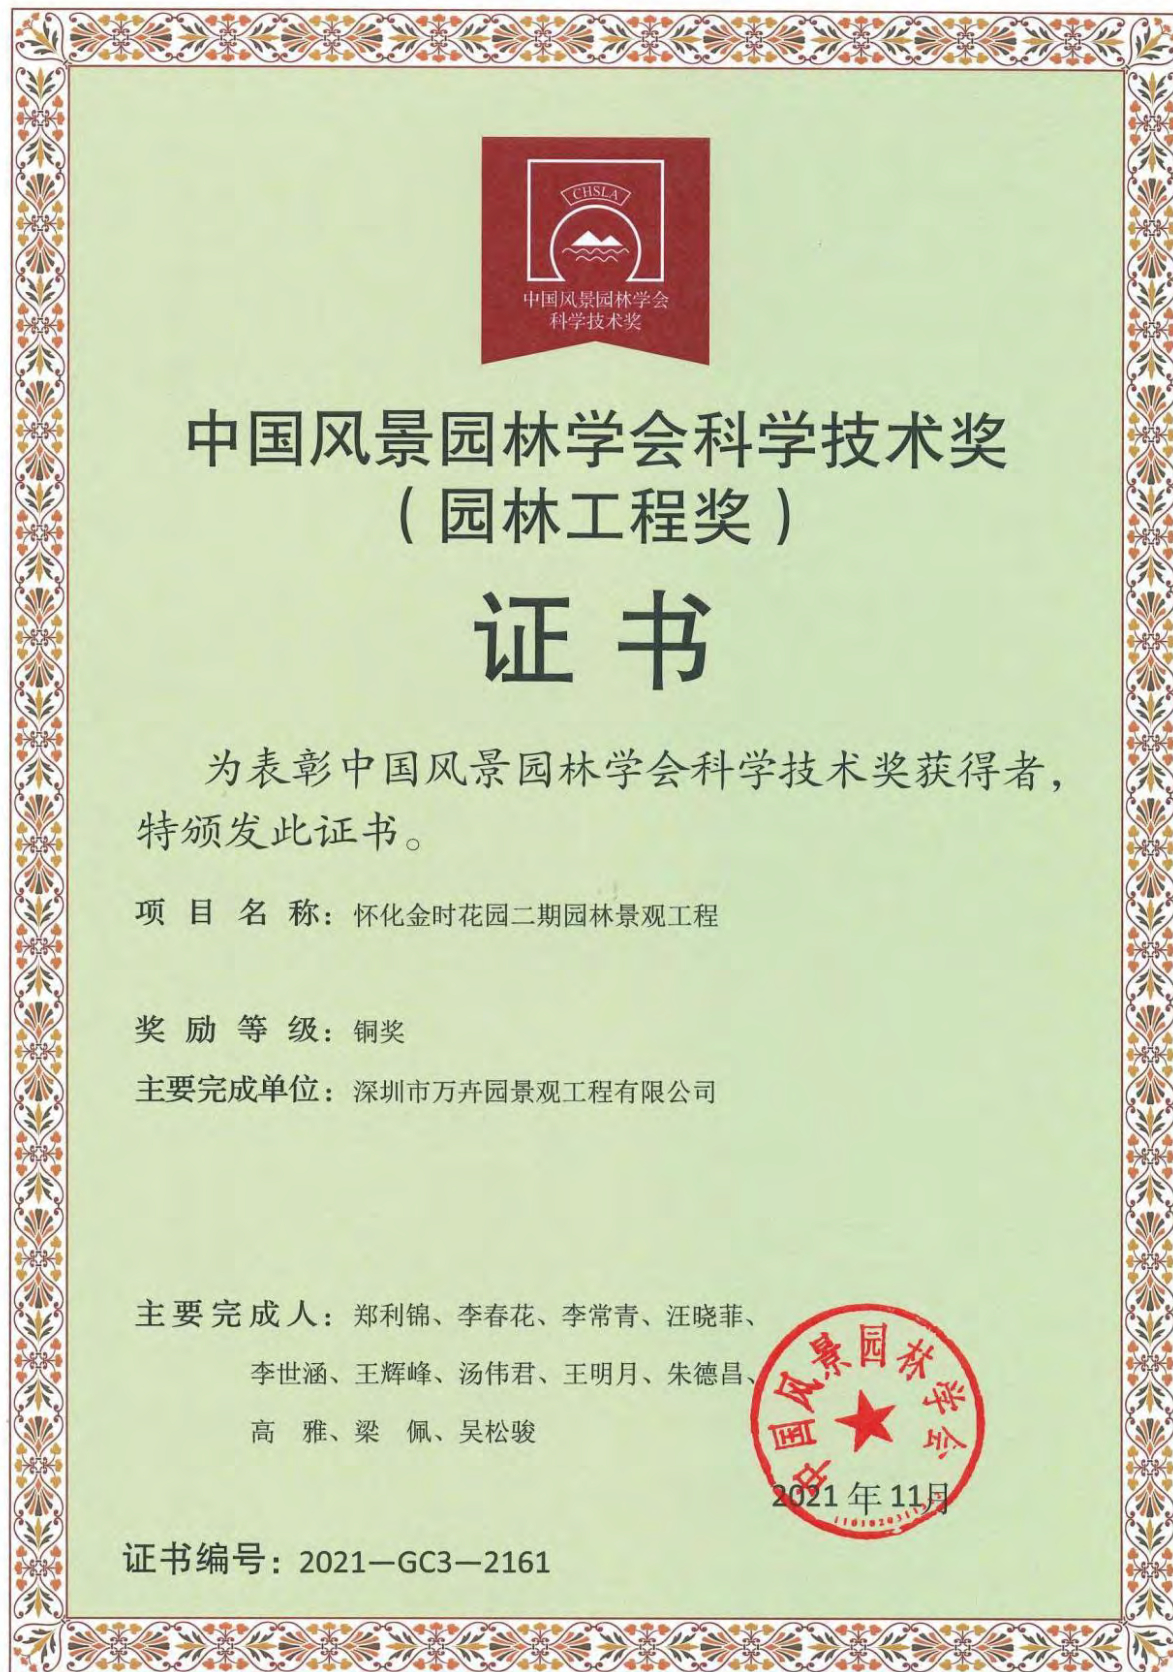 CHSLA
中国风景园林学会
科学技术奖
中国风景园林学会科学技术奖
（园林工程奖）
证书
为表彰中国风景园林学会科学技术奖获得者，
特颁发此证书。
项目名称：怀化金时花园二期园林景观工程
奖励等级：铜奖
主要完成单位：深圳市万卉园景观工程有限公司
主要完成人：郑利锦、李春花、李常青、汪晓菲、
李世涵、王辉峰、汤伟君、王明月、朱德昌、
高 雅、梁 佩、吴松骏
中国风景园林学会
2021年11月
证书编号：2021—GC3—2161